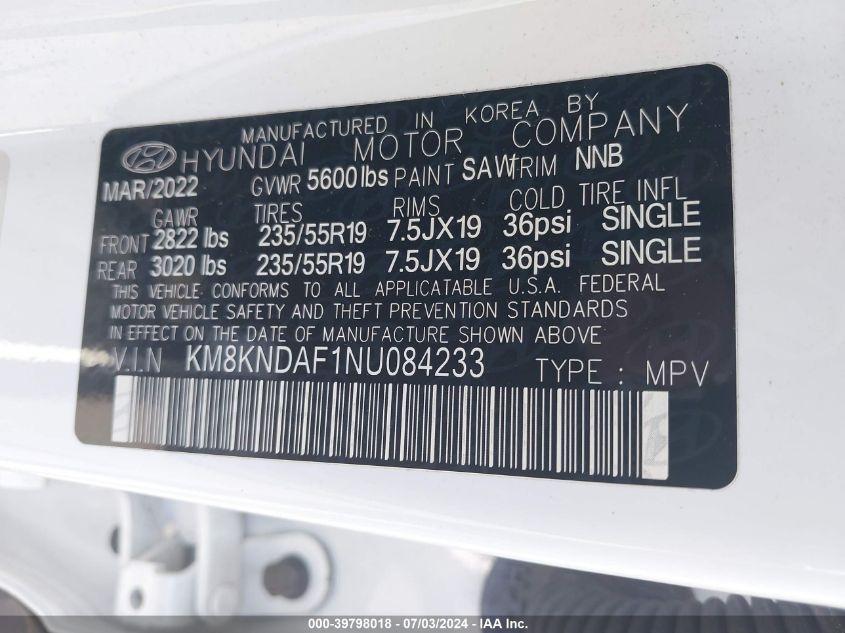 MANUFACTURED IN KOREA BY
HYUNDAI MOTOR COMPANY
MAR/2022 GVWR 5600lbs PAINT SAW TRIM NNB
GAWR TIRES RIMS COLD TIRE INFL
FRONT 2822 lbs 235/55R19 7.5JX19 36psi SINGLE
REAR 3020 lbs 235/55R19 7.5JX19 36psi SINGLE
THIS VEHICLE CONFORMS TO ALL APPLICATABLE U.S.A. FEDERAL
MOTOR VEHICLE SAFETY AND THEFT PREVENTION STANDARDS
IN EFFECT ON THE DATE OF MANUFACTURE SHOWN ABOVE
V.I.N KM8KNDAF1NU084233 TYPE : MPV
000-39798018 - 07/03/2024 - IAA Inc.